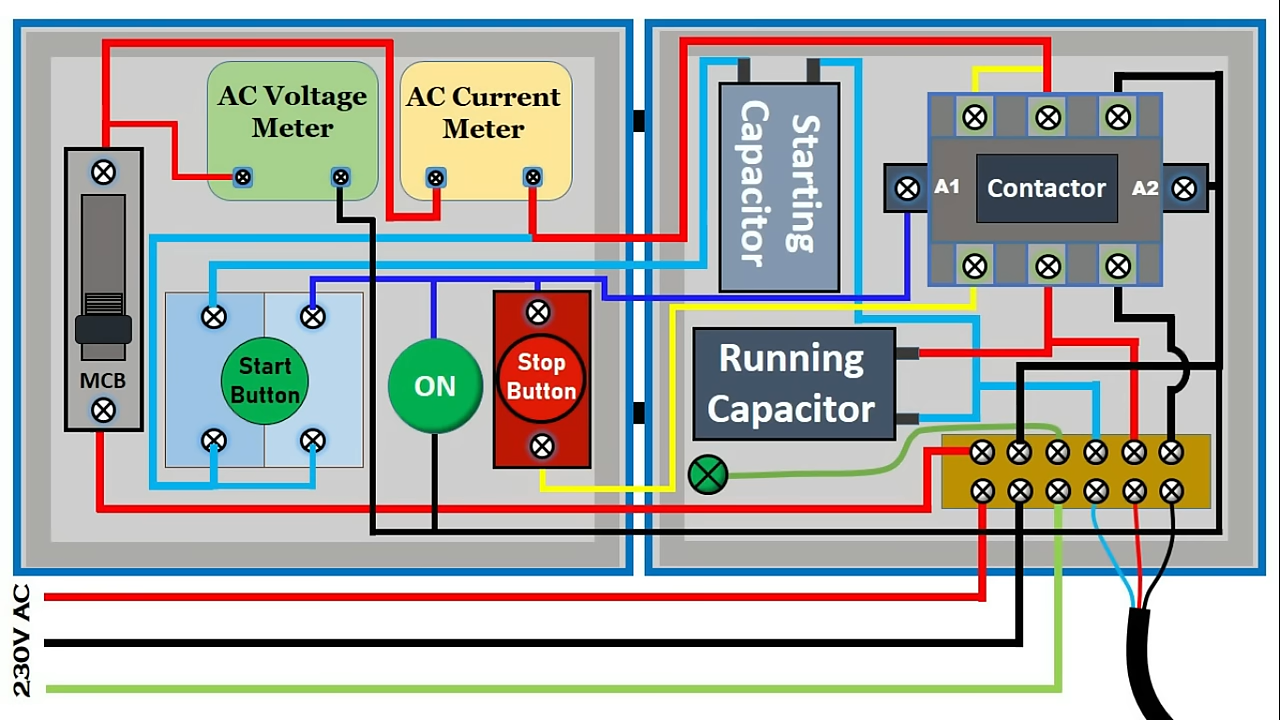 AC Voltage
Meter
AC Current
Meter
Starting
Capacitor
A1
Contactor
A2
MCB
Start
Button
ON
Stop
Button
Running
Capacitor
230V AC